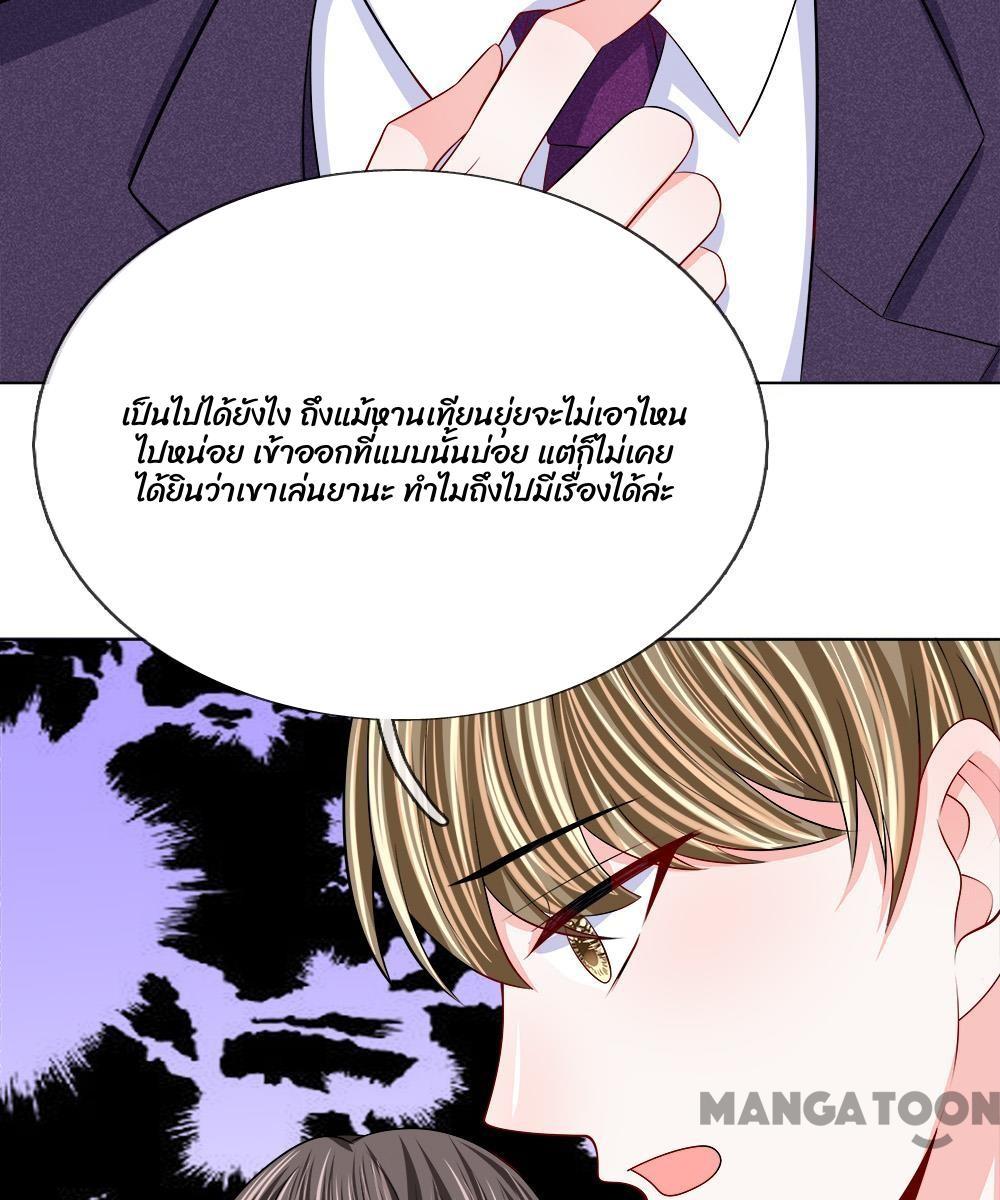 เป็นไปได้ยังไง ถึงแม้หานเทียนยุ่ยจะไม่เอาไหน
ไปหน่อย เข้าออกที่แบบนั้นบ่อย แต่ก็ไม่เคย
ได้ยินว่าเขาเล่นยานะ ทำไมถึงไปมีเรื่องได้ล่ะ
MANGA TOON